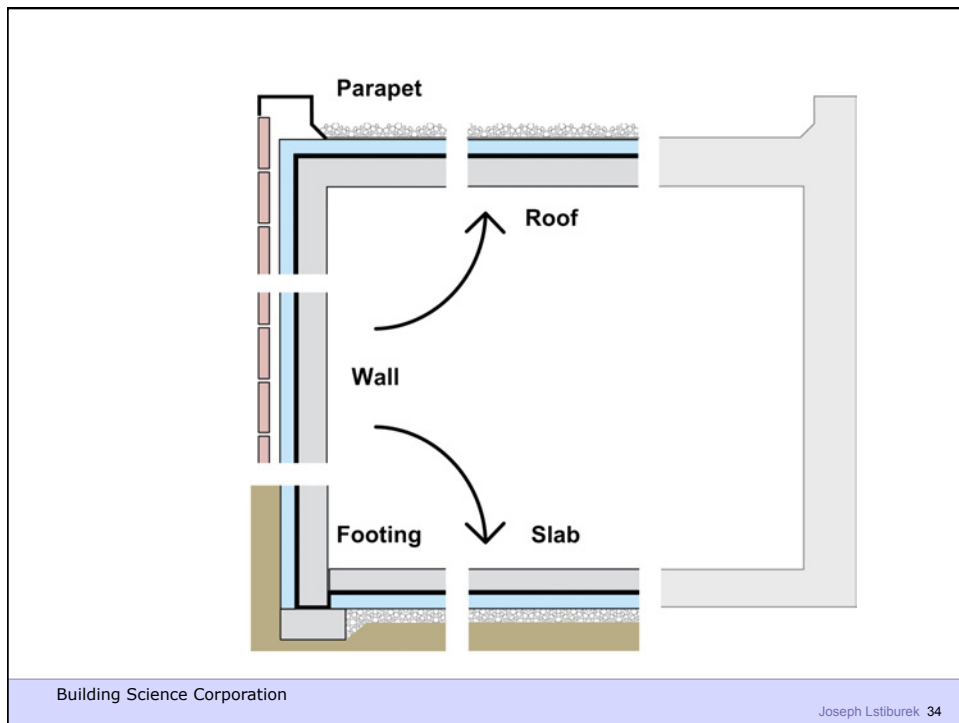 Parapet
Roof
Wall
Footing
Slab
Building Science Corporation
Joseph Lstiburek 34